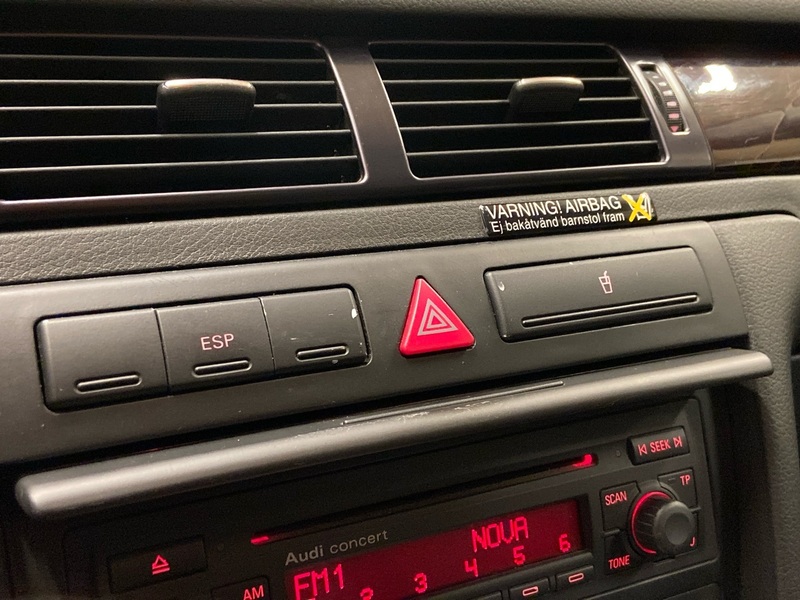 VARNING! AIRBAG
Ej bakåtvänd barnstol fram
ESP
SEEK
SCAN
TP
Audi concert
NOVA
FM1
2 3 4 5 6
AM
TONE